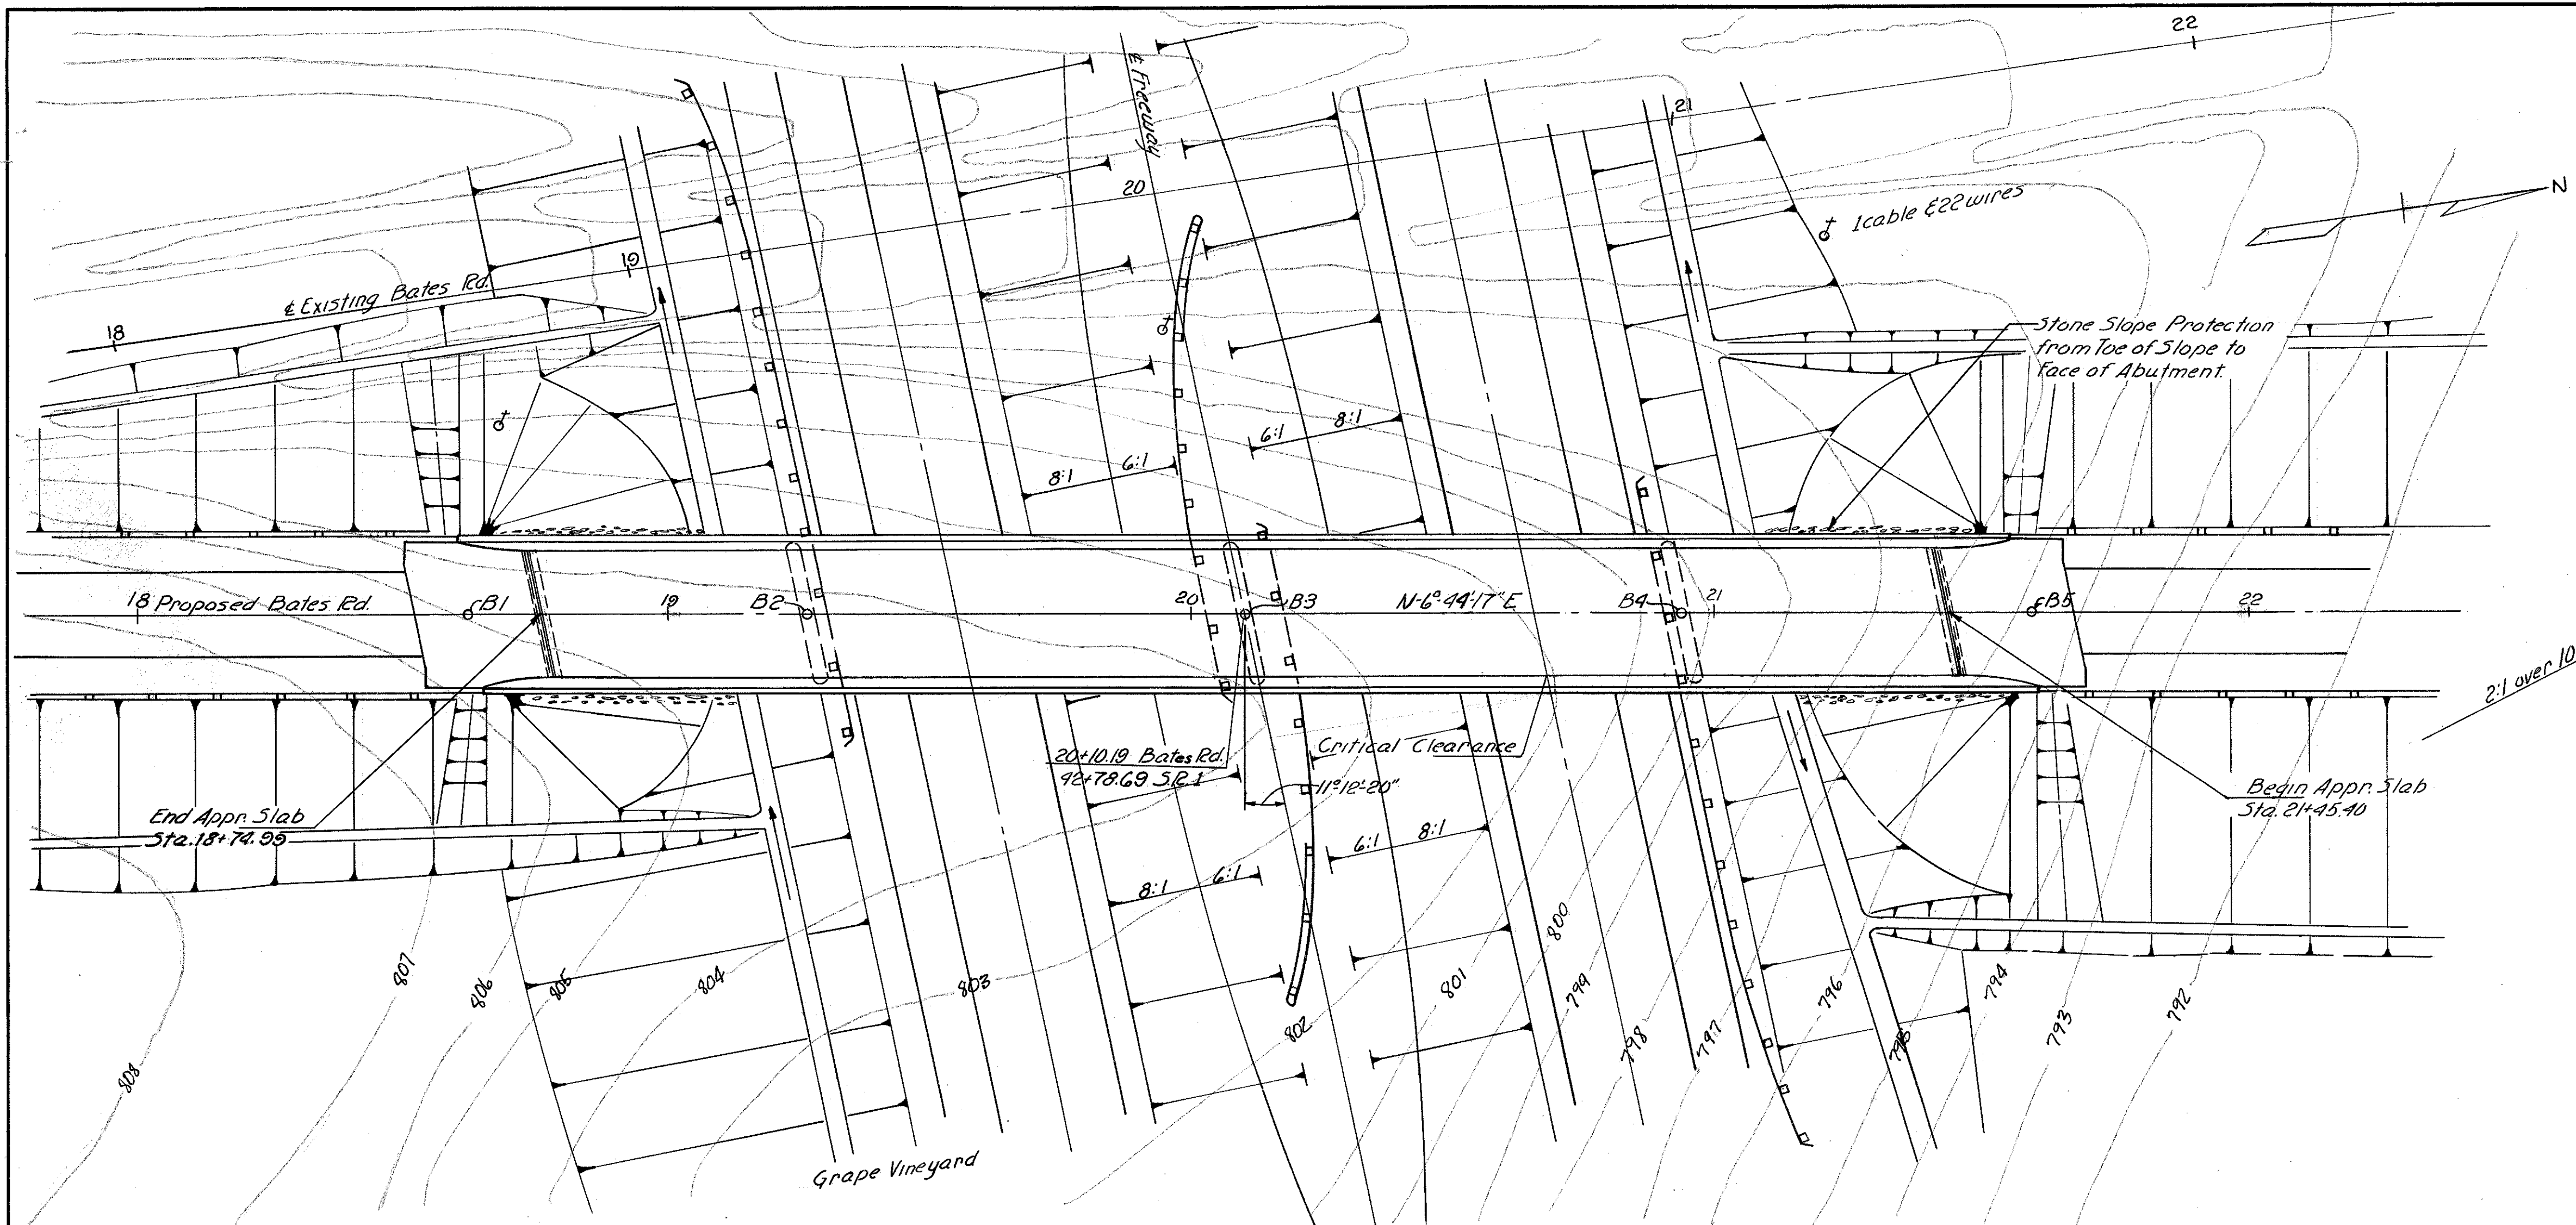 22
℄ Freeway
21
20
N
1 cable & 22 wires
19
℄ Existing Bates Rd.
18
Stone Slope Protection
from Toe of Slope to
Face of Abutment.
6:1 8:1
8:1 6:1
18 Proposed Bates Rd.
B1
19
B2
20
B3
N-6°-44'-17"E
B4
21
B5
22
2:1 over 10
20+10.19 Bates Rd.
92+78.69 S.R. 1
Critical Clearance
11°-12'-20"
End Appr. Slab
Sta. 18+74.99
Begin Appr. Slab
Sta. 21+45.40
6:1 8:1
8:1 6:1
808
807
806
805
804
803
802
801
800
799
798
797
796
795
794
793
792
Grape Vineyard